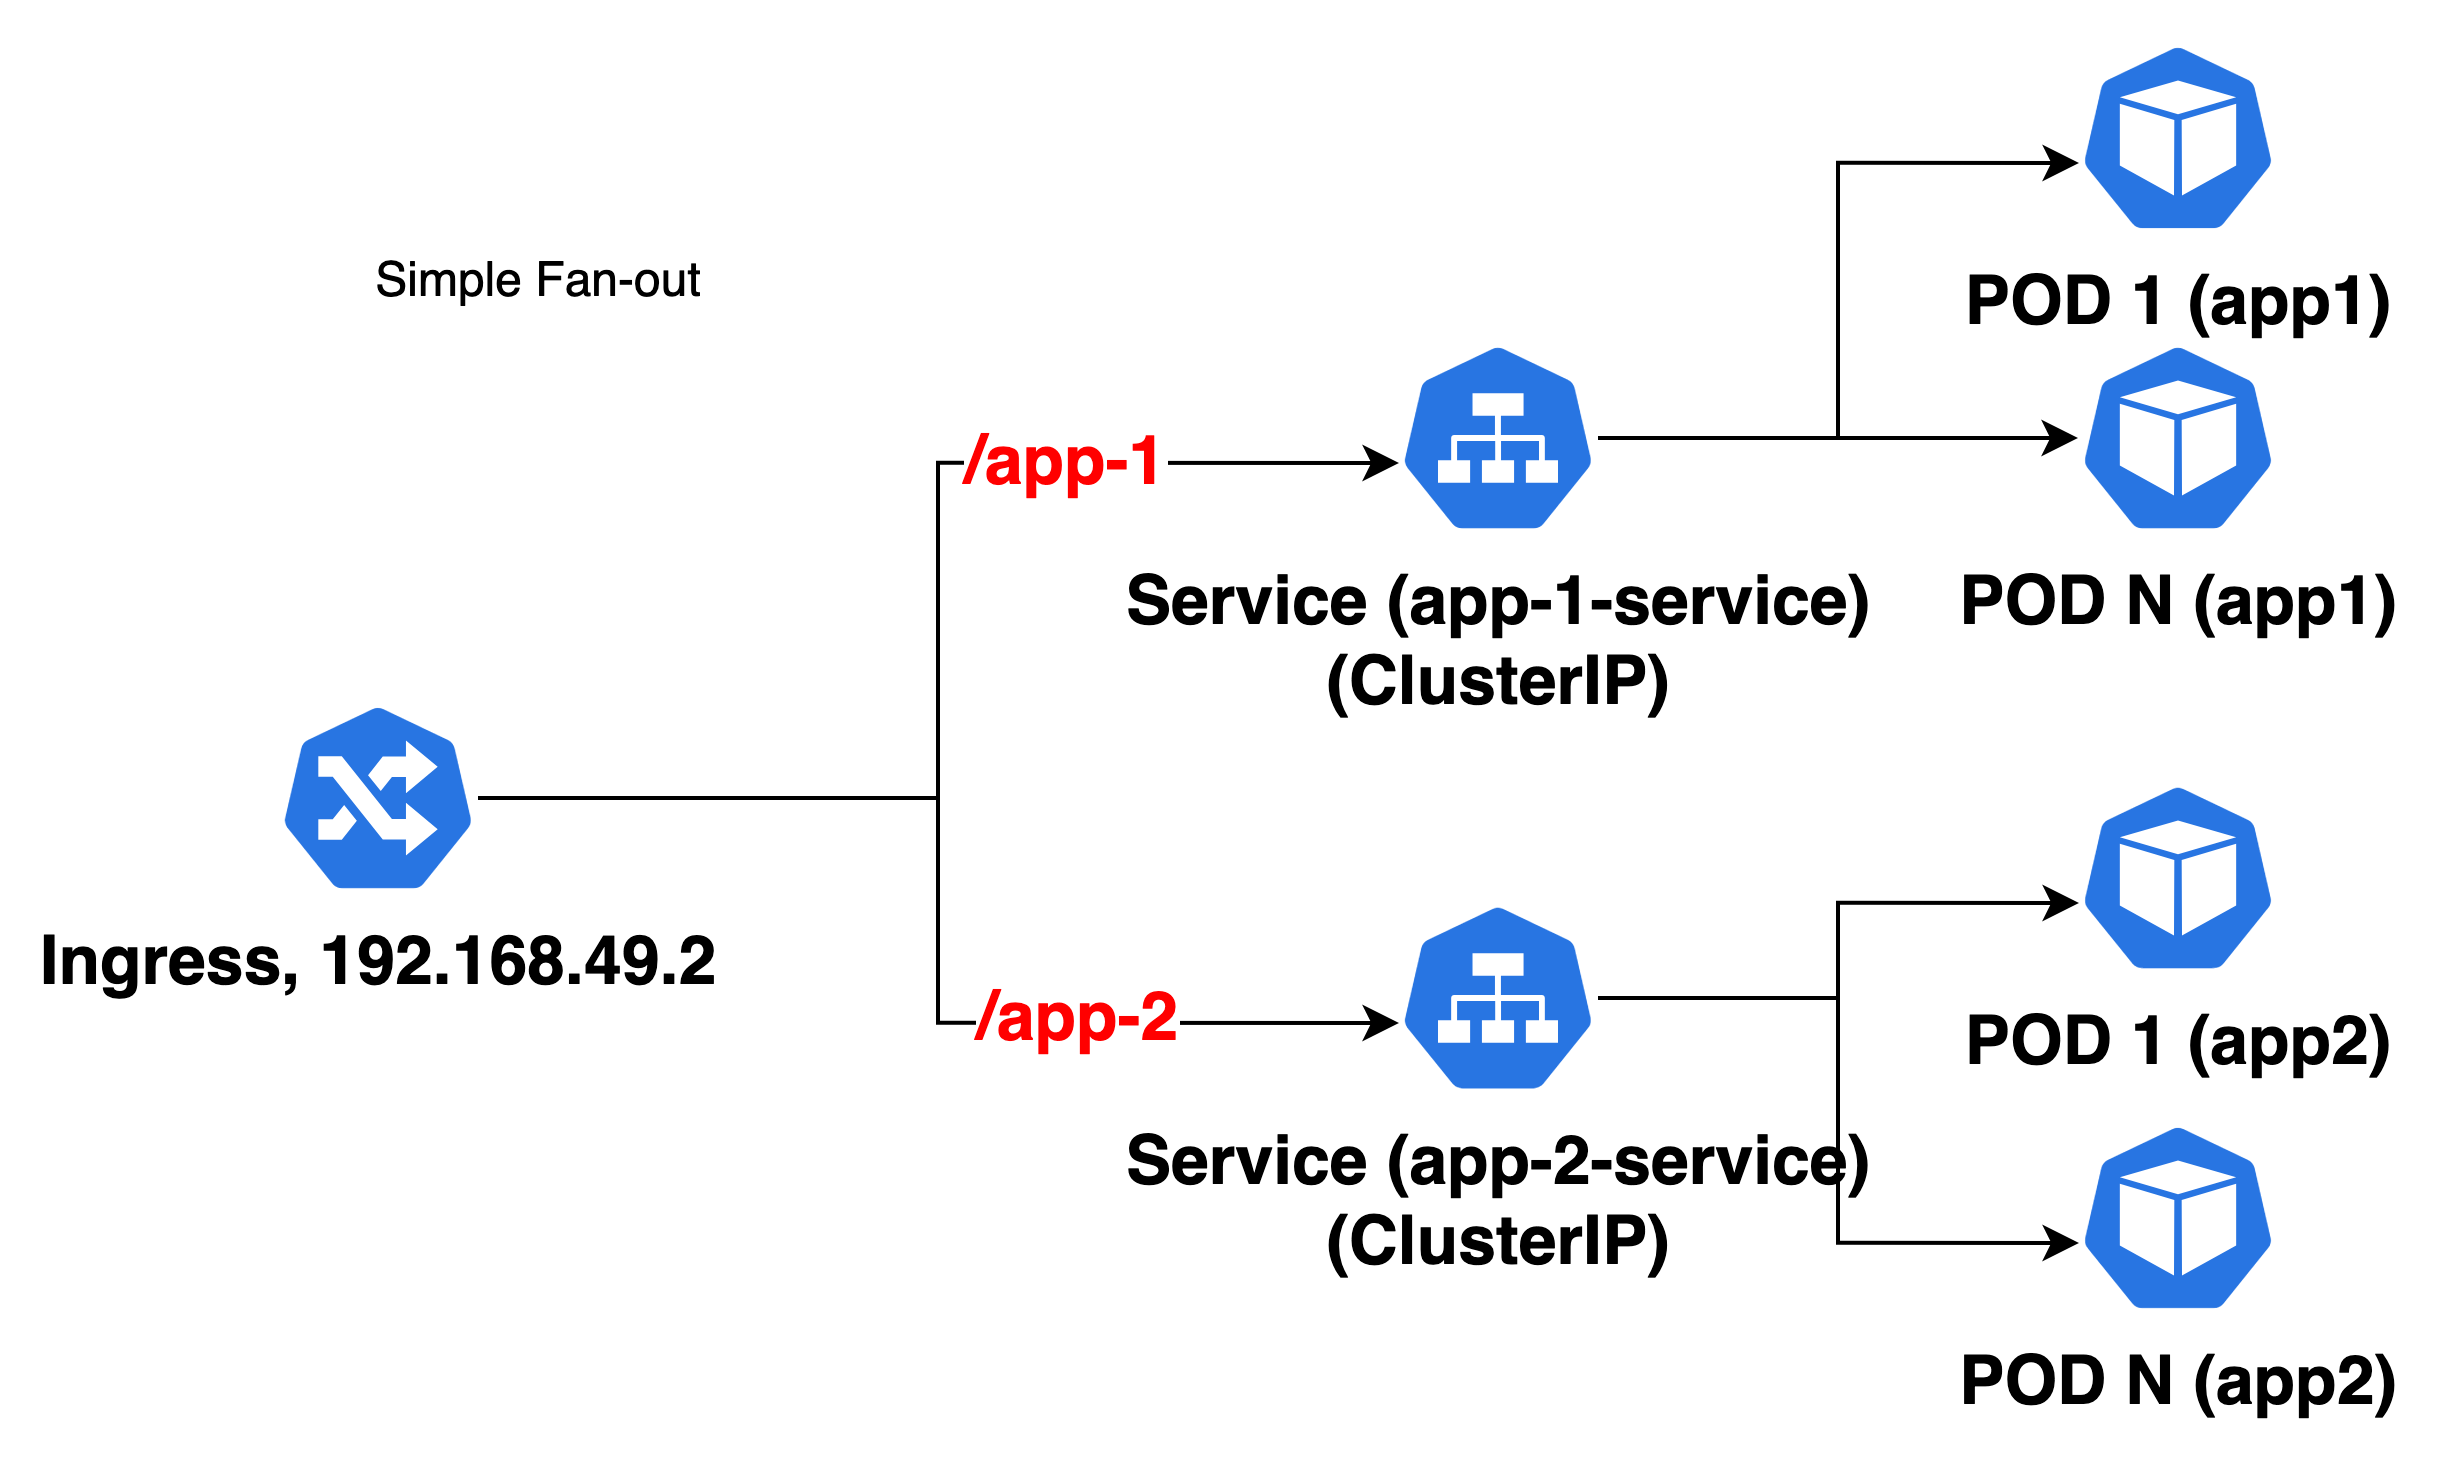 Simple Fan-out
POD 1 (app1)
/app-1
Service (app-1-service)
(ClusterIP)
POD N (app1)
Ingress, 192.168.49.2
/app-2
Service (app-2-service)
(ClusterIP)
POD 1 (app2)
POD N (app2)